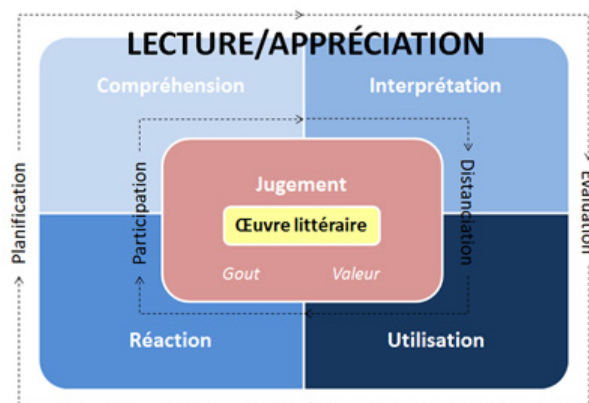 LECTURE/APPRÉCIATION
Compréhension
Interprétation
Planification
Participation
Jugement
Œuvre littéraire
Gout
Valeur
Distanciation
Évaluation
Réaction
Utilisation